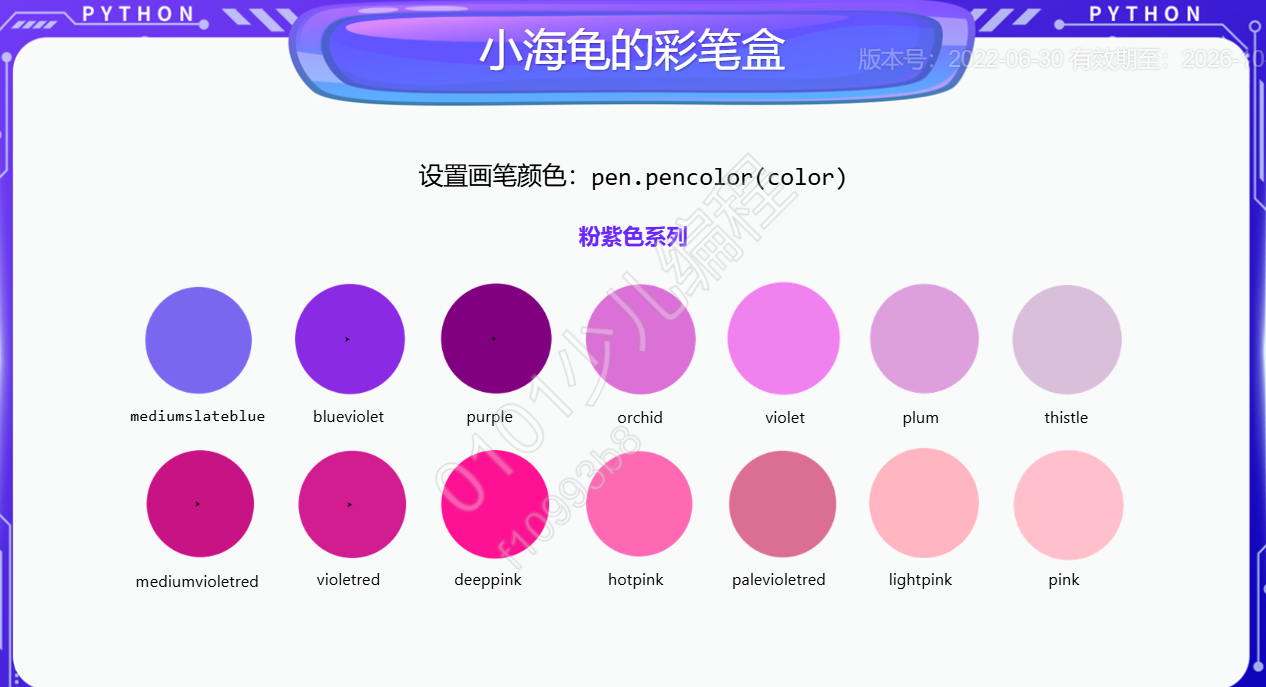 PYTHON
PYTHON
小海龟的彩笔盒
版本号：2022-06-30 有效期至：2026-10-
设置画笔颜色：pen.pencolor(color)
粉紫色系列
mediumslateblue blueviolet purple orchid violet plum thistle
mediumvioletred violetred deeppink hotpink palevioletred lightpink pink
0101少儿编程
f10993b8